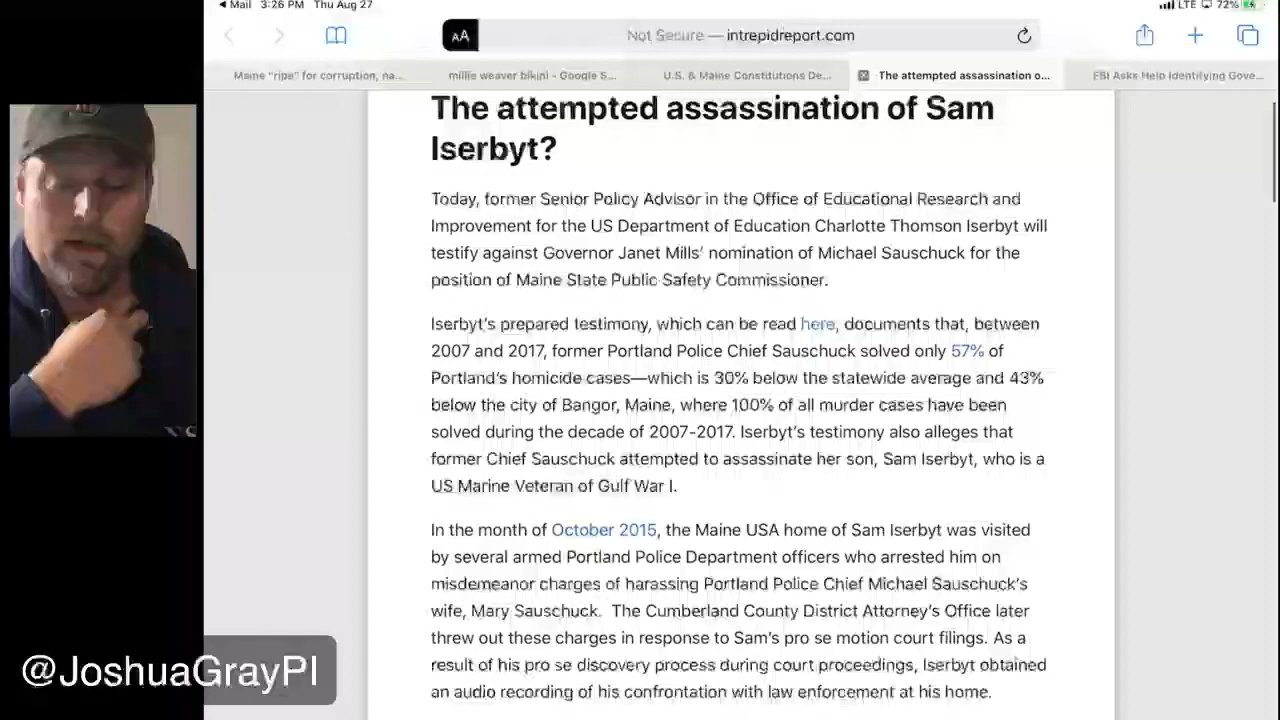 Mail 3:26 PM Thu Aug 27
LTE 72%
AA Not Secure — intrepidreport.com
Maine "ripe" for corruption, na...
millie weaver bikini - Google S...
U.S. & Maine Constitutions De...
The attempted assassination o...
FBI Asks Help Identifying Gove...
The attempted assassination of Sam
Iserbyt?
Today, former Senior Policy Advisor in the Office of Educational Research and
Improvement for the US Department of Education Charlotte Thomson Iserbyt will
testify against Governor Janet Mills' nomination of Michael Sauschuck for the
position of Maine State Public Safety Commissioner.
Iserbyt's prepared testimony, which can be read here, documents that, between
2007 and 2017, former Portland Police Chief Sauschuck solved only 57% of
Portland's homicide cases—which is 30% below the statewide average and 43%
below the city of Bangor, Maine, where 100% of all murder cases have been
solved during the decade of 2007-2017. Iserbyt's testimony also alleges that
former Chief Sauschuck attempted to assassinate her son, Sam Iserbyt, who is a
US Marine Veteran of Gulf War I.
In the month of October 2015, the Maine USA home of Sam Iserbyt was visited
by several armed Portland Police Department officers who arrested him on
misdemeanor charges of harassing Portland Police Chief Michael Sauschuck's
wife, Mary Sauschuck. The Cumberland County District Attorney's Office later
threw out these charges in response to Sam's pro se motion court filings. As a
result of his pro se discovery process during court proceedings, Iserbyt obtained
an audio recording of his confrontation with law enforcement at his home.
@JoshuaGrayPI